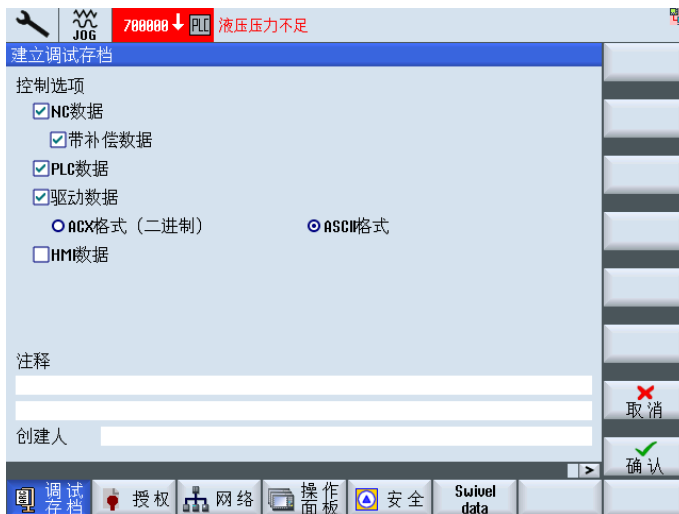 JOG
700000 PLC 液压压力不足
建立调试存档
控制选项
NC数据
带补偿数据
PLC数据
驱动数据
ACX格式（二进制）
ASCII格式
HMI数据
注释
取消
创建人
确认
调试存档
授权
网络
操作面板
安全
Swivel data